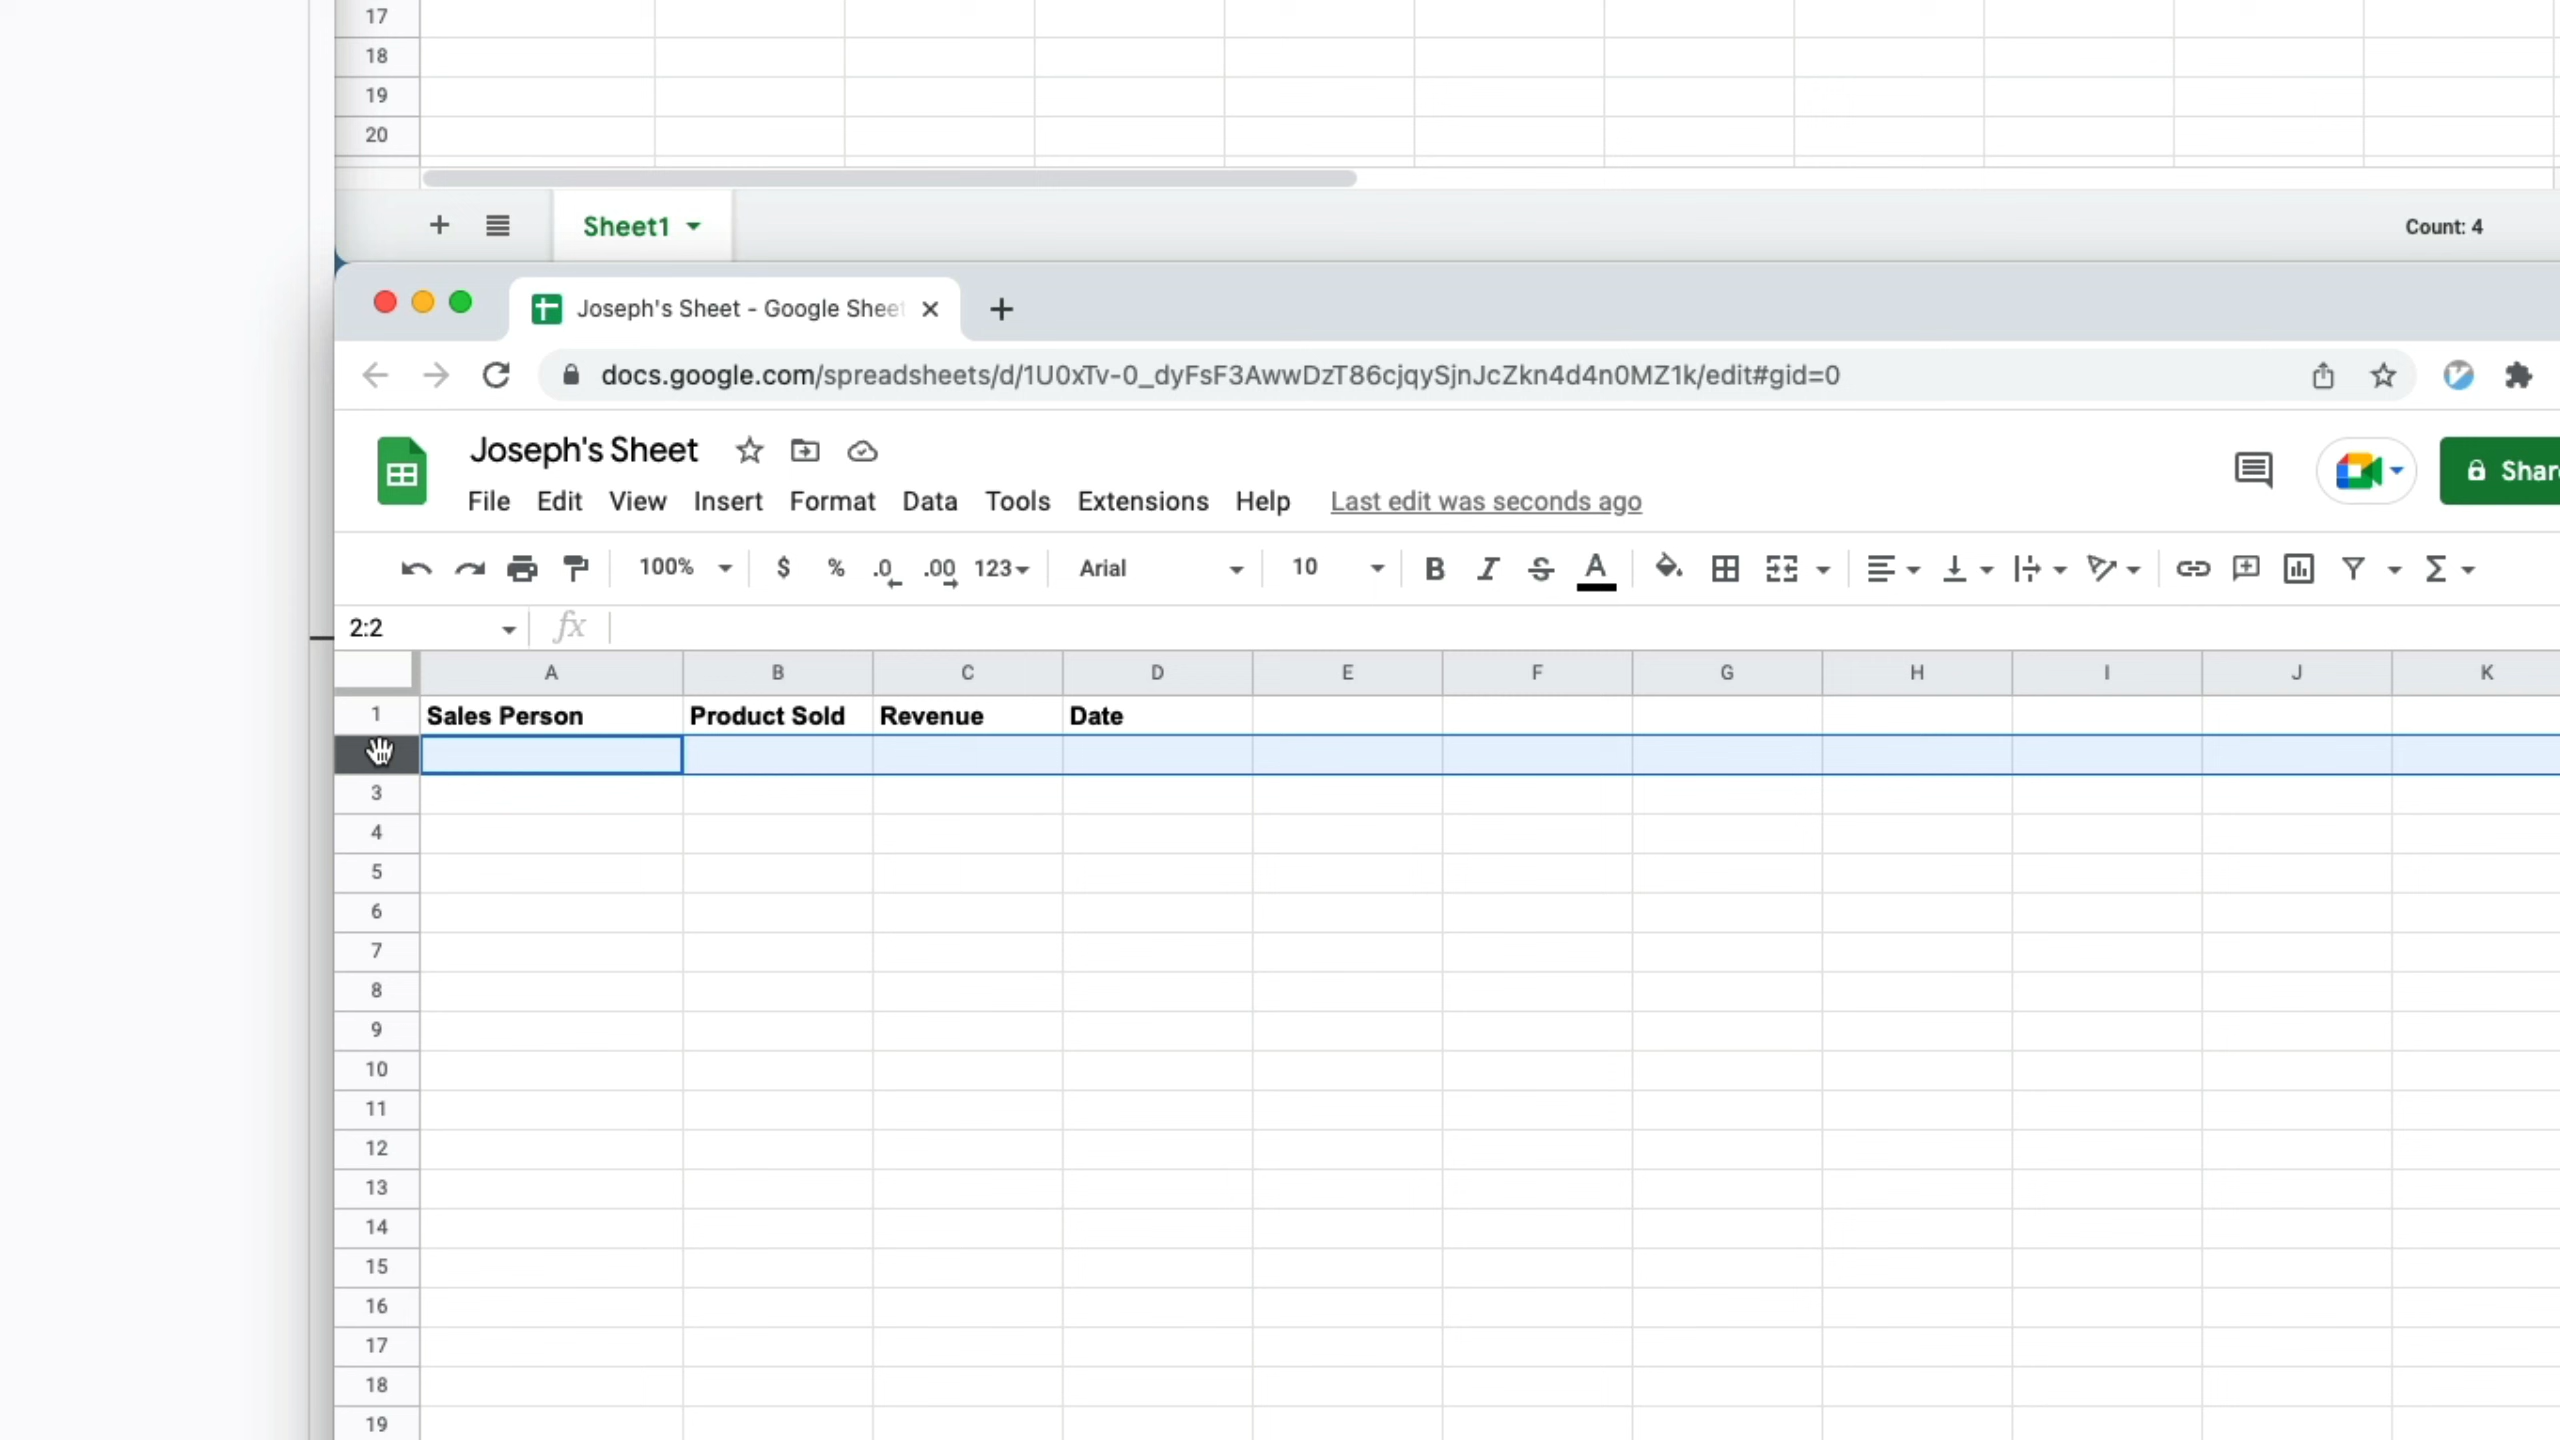 17
18
19
20
Sheet1
Count: 4
Joseph's Sheet - Google Sheet
docs.google.com/spreadsheets/d/1U0xTv-0_dyFsF3AwwDzT86cjqySjnJcZkn4d4n0MZ1k/edit#gid=0
Joseph's Sheet
File Edit View Insert Format Data Tools Extensions Help Last edit was seconds ago
Shar
100% $ % .0 .00 123 Arial 10 B I S A Σ
2:2 fx
A B C D E F G H I J K
1 Sales Person Product Sold Revenue Date
3
4
5
6
7
8
9
10
11
12
13
14
15
16
17
18
19